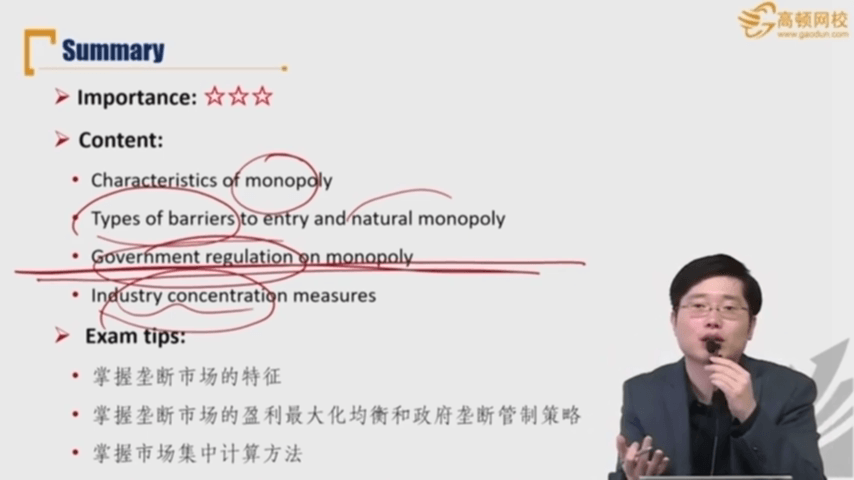 高顿网校
www.gaodun.com
Summary
Importance: ☆☆☆
Content:
Characteristics of monopoly
Types of barriers to entry and natural monopoly
Government regulation on monopoly
Industry concentration measures
Exam tips:
掌握垄断市场的特征
掌握垄断市场的盈利最大化均衡和政府垄断管制策略
掌握市场集中计算方法